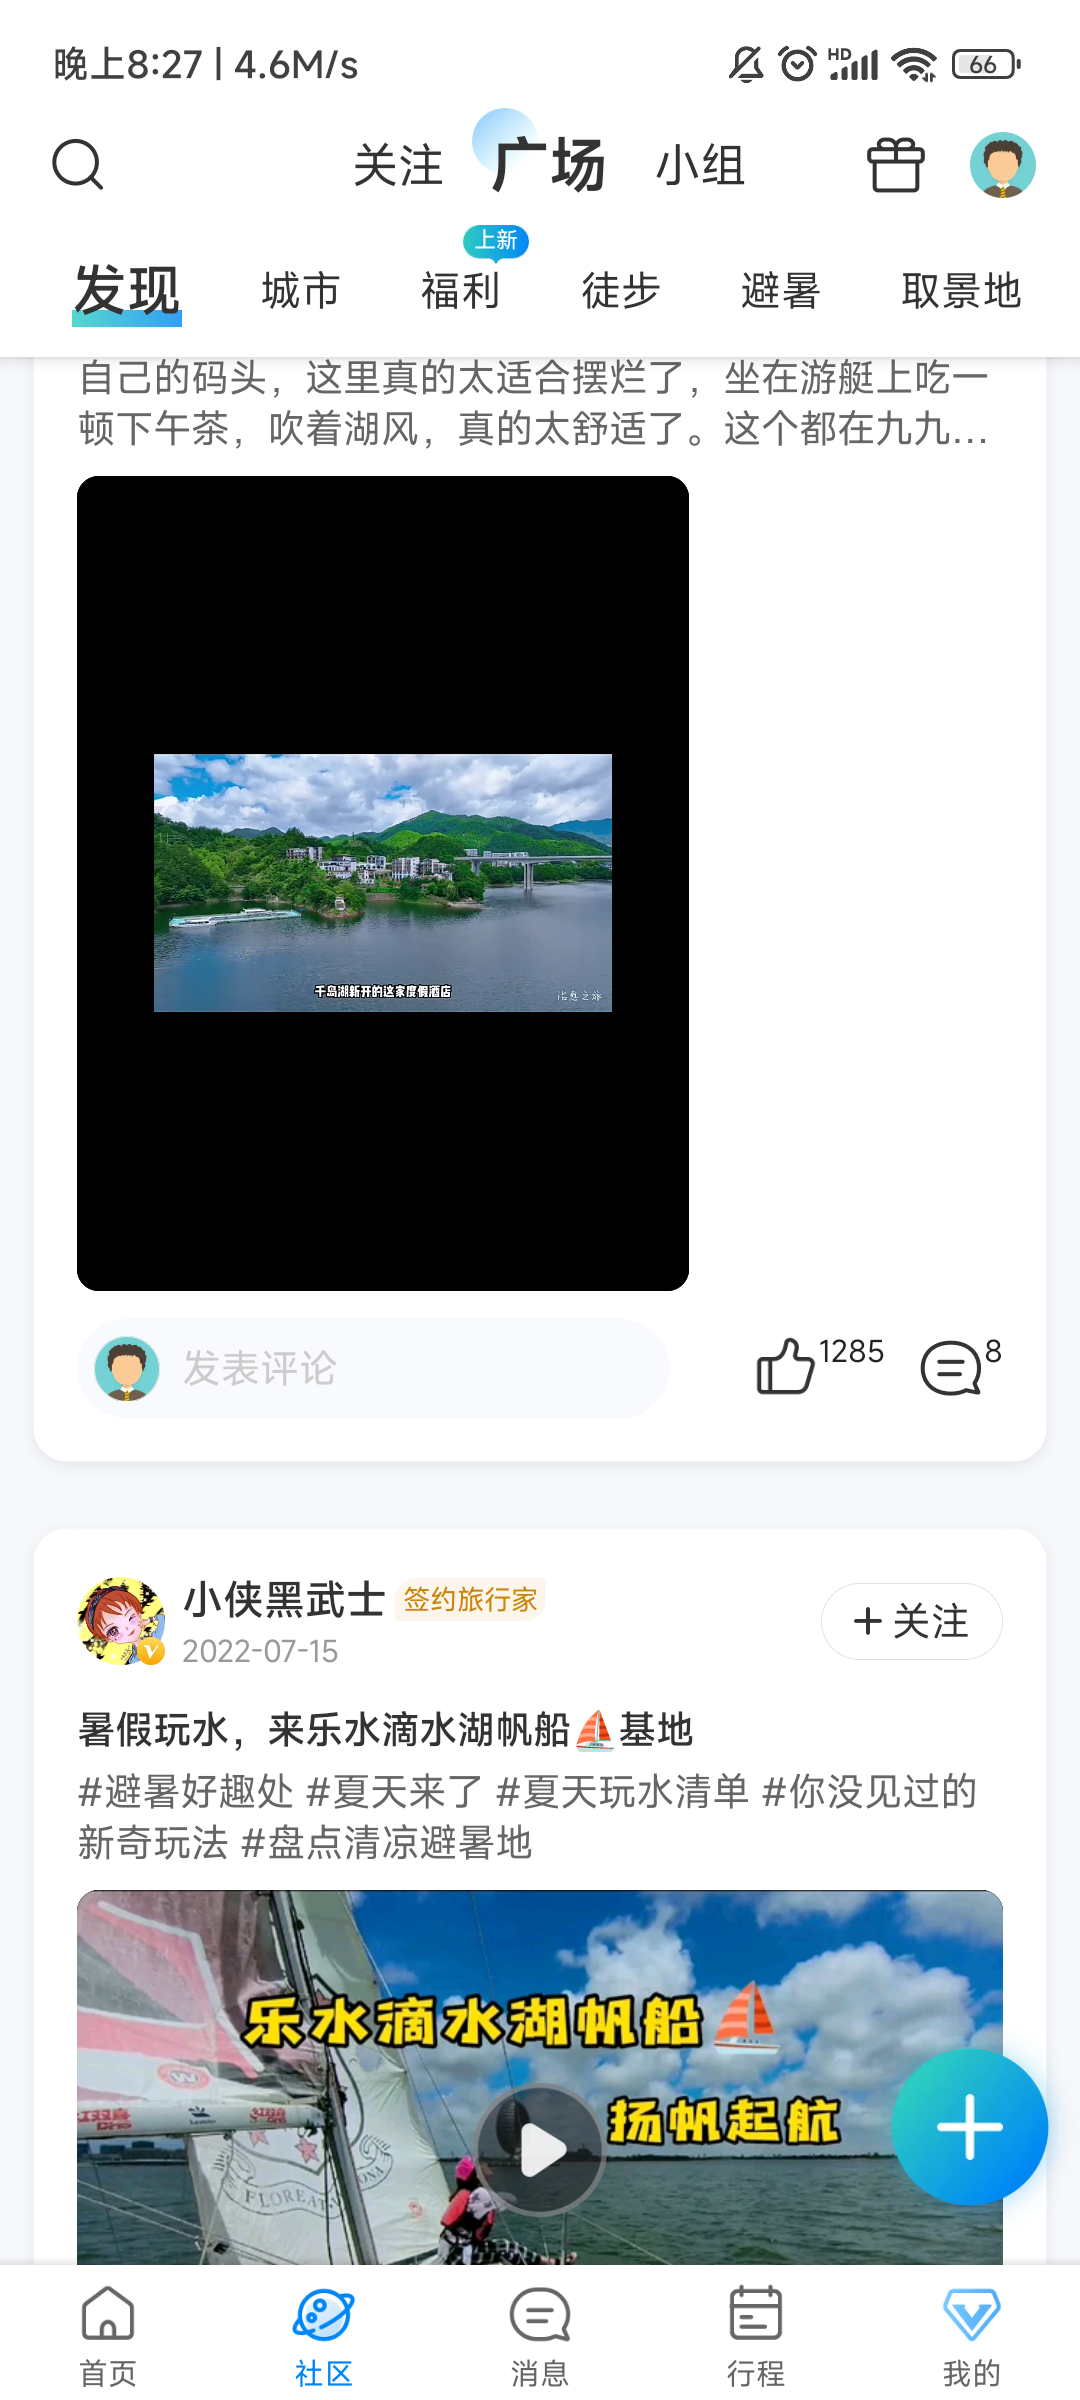 晚上8:27 | 4.6M/s
HD
66
关注
广场
小组
上新
发现
城市
福利
徒步
避暑
取景地
自己的码头，这里真的太适合摆烂了，坐在游艇上吃一
顿下午茶，吹着湖风，真的太舒适了。这个都在九九...
千岛湖新开的这家度假酒店
发表评论
1285
8
小侠黑武士
签约旅行家
2022-07-15
+ 关注
暑假玩水，来乐水滴水湖帆船⛵基地
#避暑好趣处 #夏天来了 #夏天玩水清单 #你没见过的
新奇玩法 #盘点清凉避暑地
乐水滴水湖帆船⛵
扬帆起航
首页
社区
消息
行程
我的